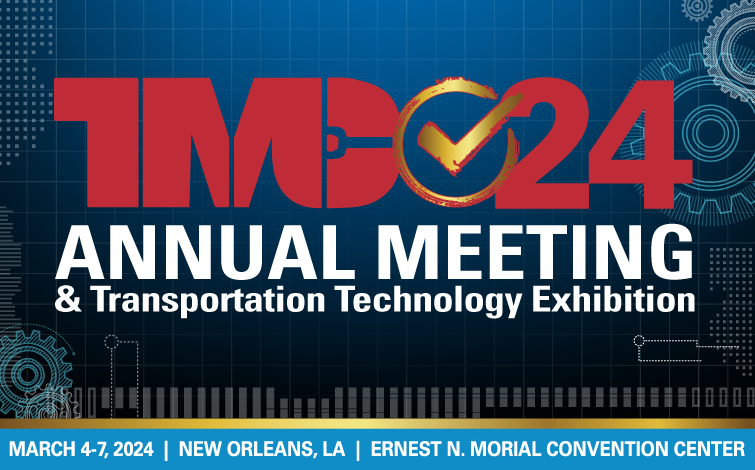 TMC24
ANNUAL MEETING
& Transportation Technology Exhibition
MARCH 4-7, 2024 | NEW ORLEANS, LA | ERNEST N. MORIAL CONVENTION CENTER